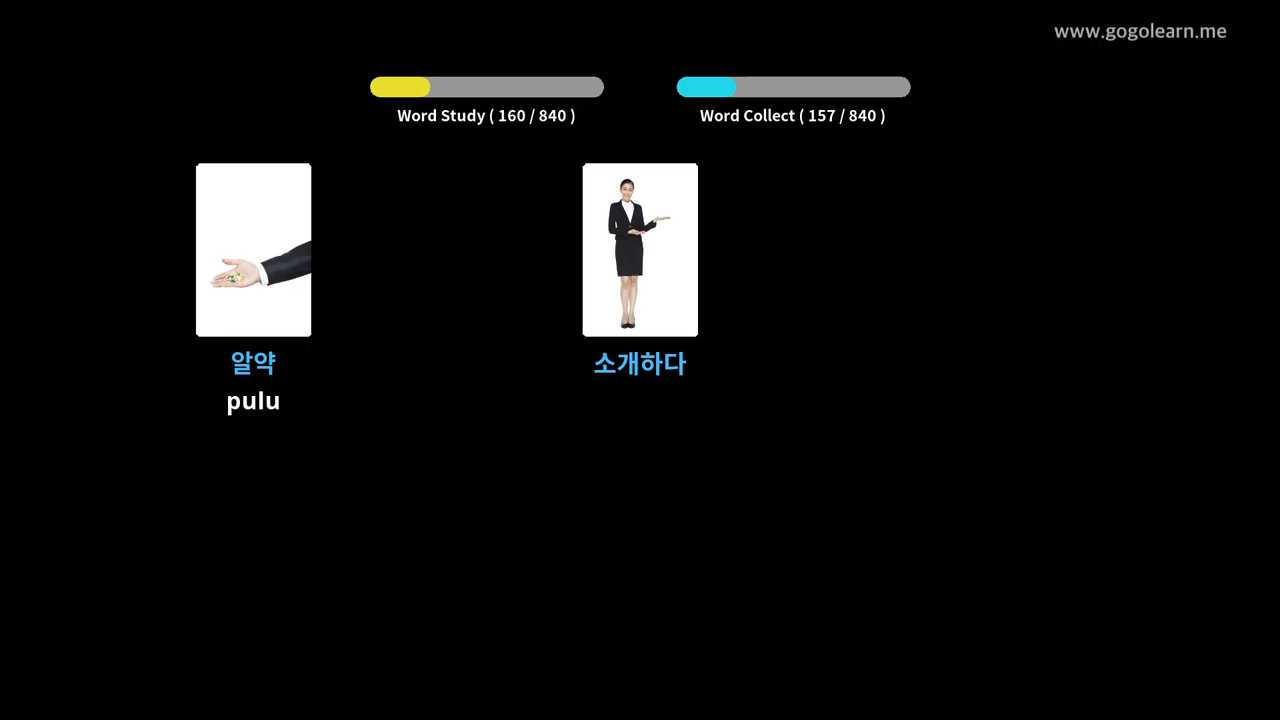 www.gogolearn.me
Word Study ( 160 / 840 )
Word Collect ( 157 / 840 )
알약
pulu
소개하다